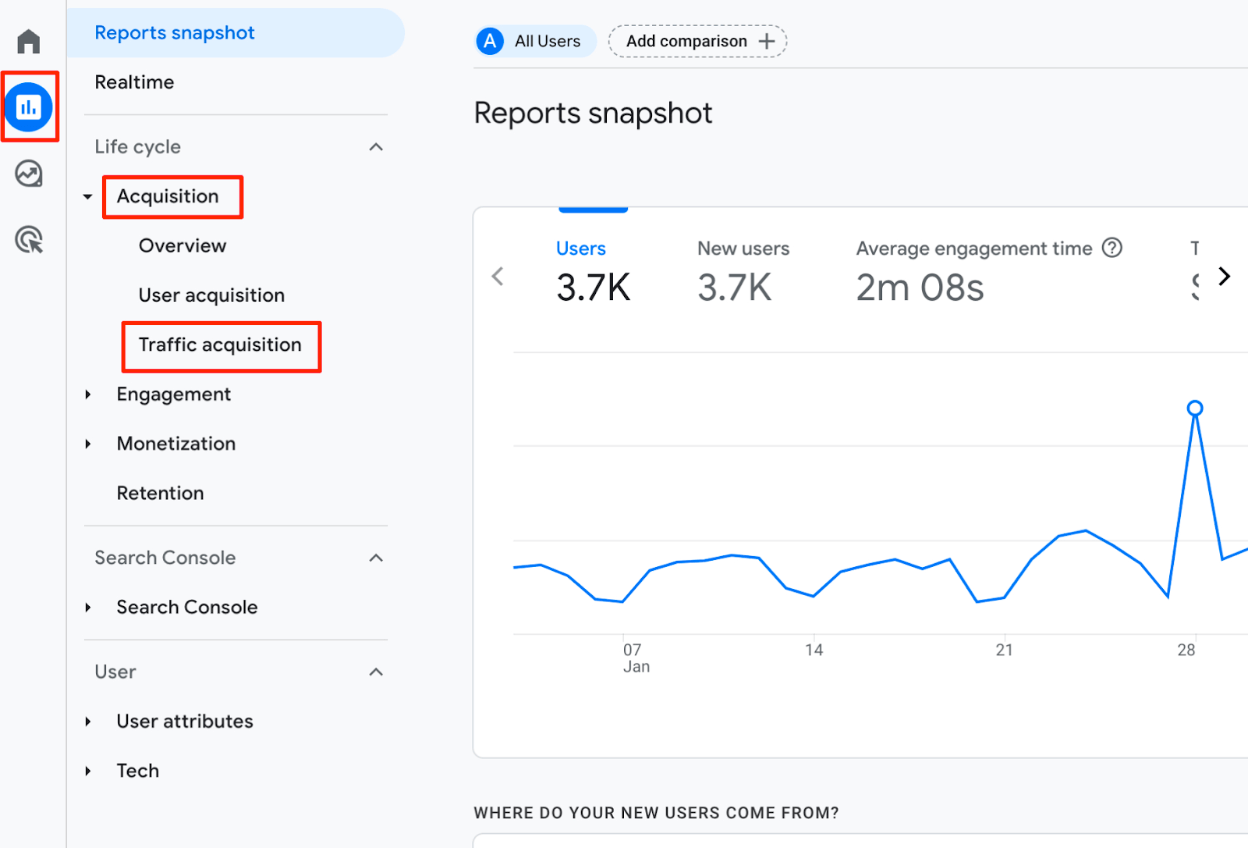 Reports snapshot
Realtime
Life cycle
Acquisition
Overview
User acquisition
Traffic acquisition
Engagement
Monetization
Retention
Search Console
Search Console
User
User attributes
Tech
A All Users Add comparison +
Reports snapshot
Users New users Average engagement time ?
3.7K 3.7K 2m 08s
07 14 21 28
Jan
WHERE DO YOUR NEW USERS COME FROM?